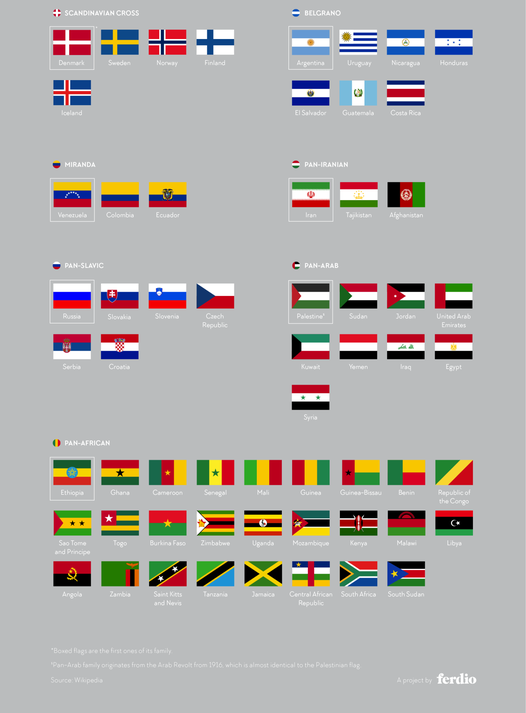 SCANDINAVIAN CROSS
Denmark Sweden Norway Finland
Iceland
BELGRANO
Argentina Uruguay Nicaragua Honduras
El Salvador Guatemala Costa Rica
MIRANDA
Venezuela Colombia Ecuador
PAN-IRANIAN
Iran Tajikistan Afghanistan
PAN-SLAVIC
Russia Slovakia Slovenia Czech
Republic
Serbia Croatia
PAN-ARAB
Palestine* Sudan Jordan United Arab
Emirates
Kuwait Yemen Iraq Egypt
Syria
PAN-AFRICAN
Ethiopia Ghana Cameroon Senegal Mali Guinea Guinea-Bissau Benin Republic of
the Congo
Sao Tome
and Principe Togo Burkina Faso Zimbabwe Uganda Mozambique Kenya Malawi Libya
Angola Zambia Saint Kitts
and Nevis Tanzania Jamaica Central African
Republic South Africa South Sudan
*Boxed flags are the first ones of its family
*Pan-Arab family originates from the Arab Revolt from 1916, which is almost identical to the Palestinian flag
Source: Wikipedia
A project by ferdio